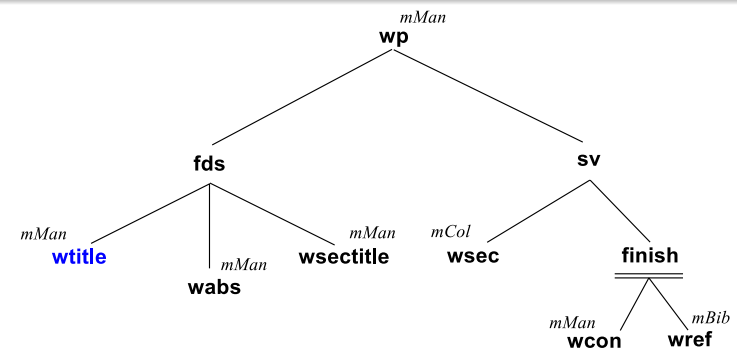 mMan
wp
fds
sv
mMan
wtitle
mMan
wabs
mMan
wsectitle
mCol
wsec
finish
mMan
wcon
mBib
wref